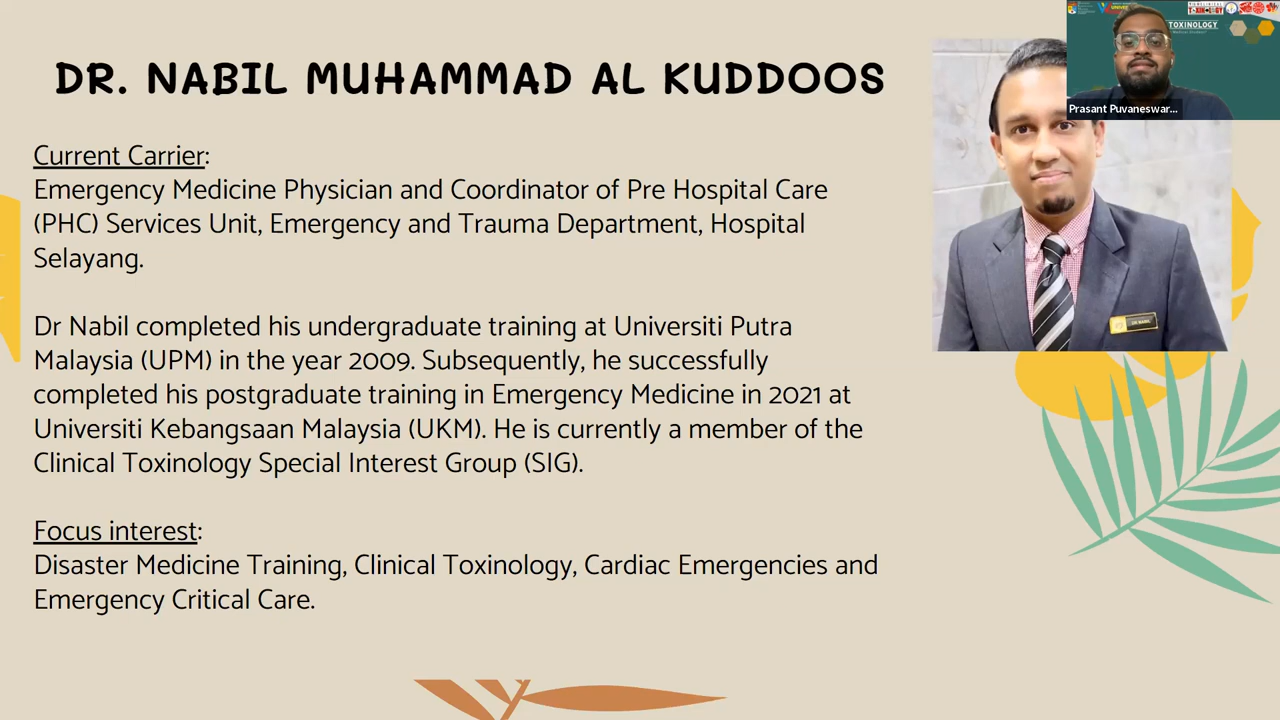 DR. NABIL MUHAMMAD AL KUDDOOS
Current Carrier:
Emergency Medicine Physician and Coordinator of Pre Hospital Care
(PHC) Services Unit, Emergency and Trauma Department, Hospital
Selayang.
Dr Nabil completed his undergraduate training at Universiti Putra
Malaysia (UPM) in the year 2009. Subsequently, he successfully
completed his postgraduate training in Emergency Medicine in 2021 at
Universiti Kebangsaan Malaysia (UKM). He is currently a member of the
Clinical Toxinology Special Interest Group (SIG).
Focus interest:
Disaster Medicine Training, Clinical Toxinology, Cardiac Emergencies and
Emergency Critical Care.
TOXINOLOGY
TOXINOLOGY
Prasant Puvaneswar...
DR. NABIL